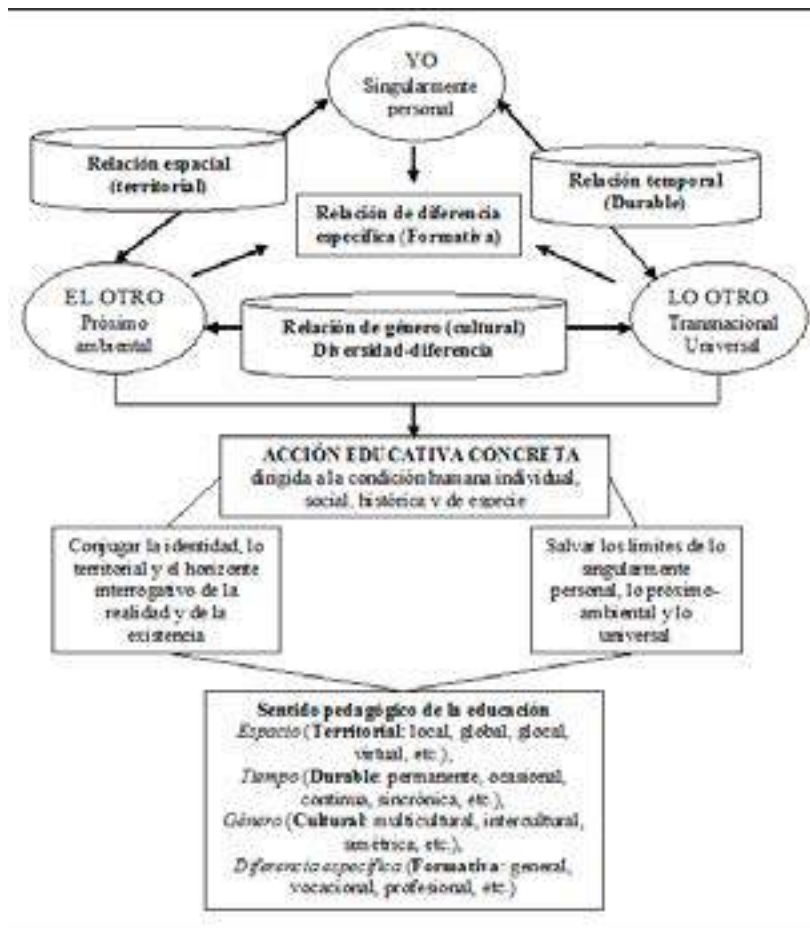 YO
Singularmente
personal
Relación espacial
(territorial)
Relación temporal
(Durable)
Relación de diferencia
específica (Formativa)
EL OTRO
Próximo
ambiental
Relación de género (cultural)
Diversidad-diferencia
LO OTRO
Transnacional
Universal
ACCIÓN EDUCATIVA CONCRETA
dirigida a la condición humana individual,
social, histórica y de especie
Conjugar la identidad, lo
territorial y el horizonte
interrogativo de la
realidad y de la
existencia
Salvar los límites de lo
singularmente
personal, lo próximo-
ambiental y lo
universal
Sentido pedagógico de la educación
Espacio (Territorial: local, global, glocal,
virtual, etc.),
Tiempo (Durable: permanente, ocasional,
continua, sincrónica, etc.),
Género (Cultural: multicultural, intercultural,
simétrica, etc.),
Diferencia específica (Formativa: general,
vocacional, profesional, etc.)